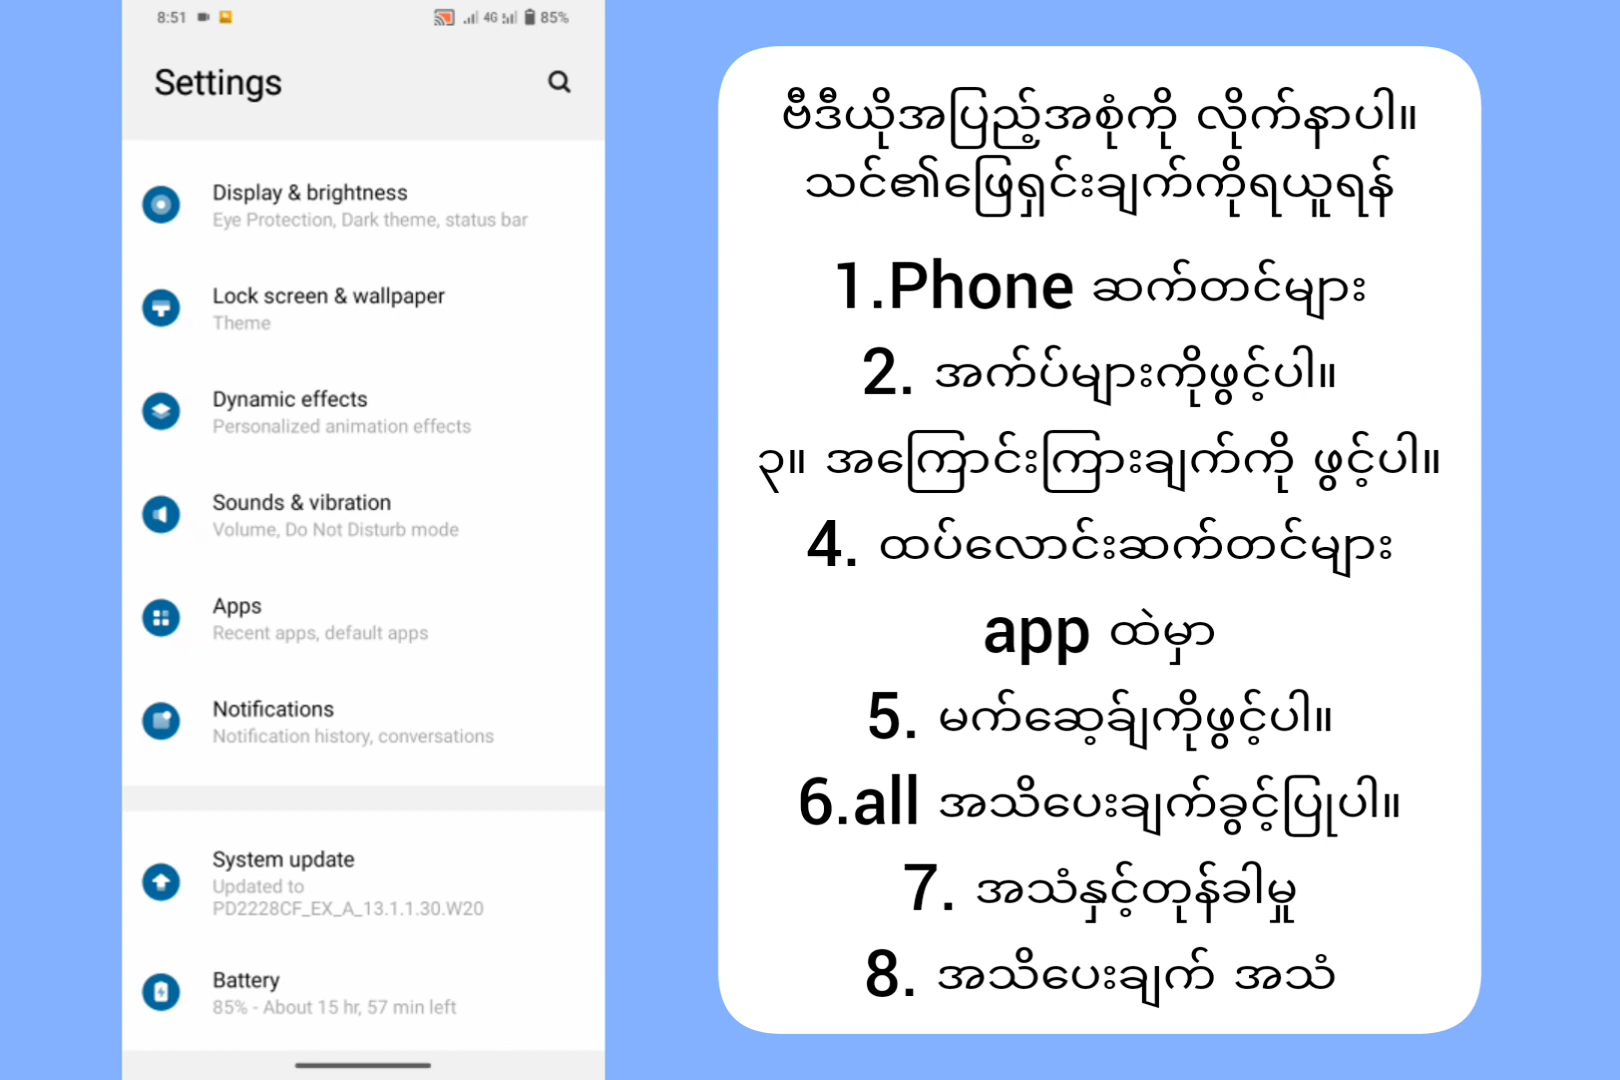 8:51
4G
85%
Settings
Display & brightness
Eye Protection, Dark theme, status bar
Lock screen & wallpaper
Theme
Dynamic effects
Personalized animation effects
Sounds & vibration
Volume, Do Not Disturb mode
Apps
Recent apps, default apps
Notifications
Notification history, conversations
System update
Updated to
PD2228CF_EX_A_13.1.1.30.W20
Battery
85% - About 15 hr, 57 min left
ဗီဒီယိုအပြည့်အစုံကို လိုက်နာပါ။
သင်၏ဖြေရှင်းချက်ကိုရယူရန်
1.Phone ဆက်တင်များ
2. အက်ပ်များကိုဖွင့်ပါ။
၃။ အကြောင်းကြားချက်ကို ဖွင့်ပါ။
4. ထပ်လောင်းဆက်တင်များ
app ထဲမှာ
5. မက်ဆေ့ခ်ျကိုဖွင့်ပါ။
6.all အသိပေးချက်ခွင့်ပြုပါ။
7. အသံနှင့်တုန်ခါမှု
8. အသိပေးချက် အသံ